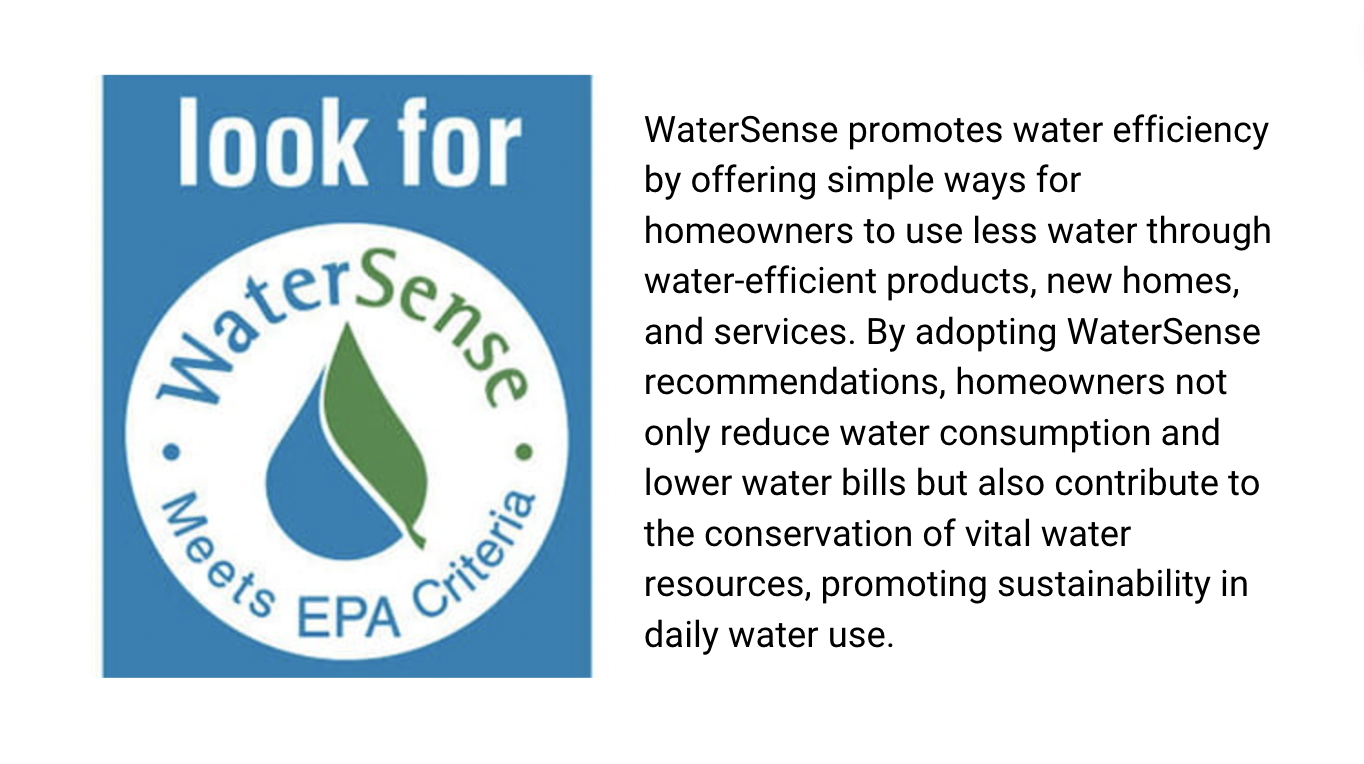 look for
WaterSense
• Meets EPA Criteria •
WaterSense promotes water efficiency
by offering simple ways for
homeowners to use less water through
water-efficient products, new homes,
and services. By adopting WaterSense
recommendations, homeowners not
only reduce water consumption and
lower water bills but also contribute to
the conservation of vital water
resources, promoting sustainability in
daily water use.